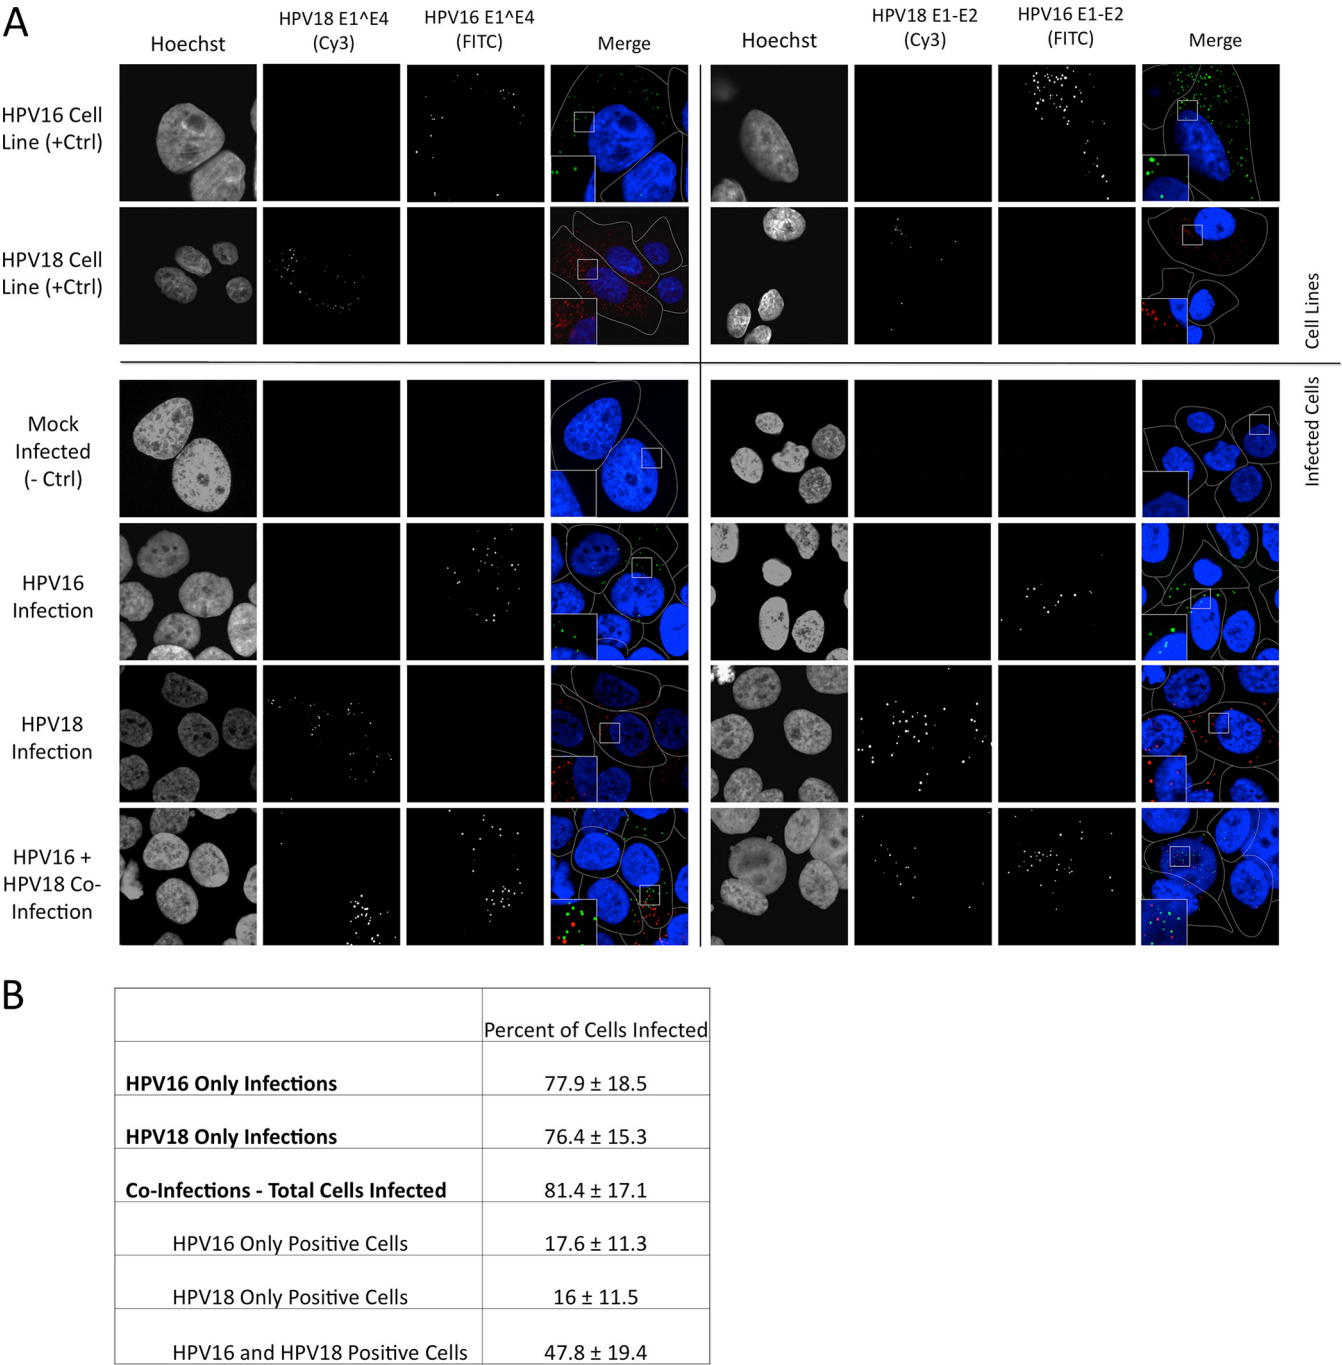 A
Hoechst
HPV18 E1^E4
(Cy3)
HPV16 E1^E4
(FITC)
Merge
Hoechst
HPV18 E1-E2
(Cy3)
HPV16 E1-E2
(FITC)
Merge
HPV16 Cell
Line (+Ctrl)
HPV18 Cell
Line (+Ctrl)
Cell Lines
Mock
Infected
(- Ctrl)
Infected Cells
HPV16
Infection
HPV18
Infection
HPV16 +
HPV18 Co-
Infection
B
Percent of Cells Infected
HPV16 Only Infections 77.9 ± 18.5
HPV18 Only Infections 76.4 ± 15.3
Co-Infections - Total Cells Infected 81.4 ± 17.1
HPV16 Only Positive Cells 17.6 ± 11.3
HPV18 Only Positive Cells 16 ± 11.5
HPV16 and HPV18 Positive Cells 47.8 ± 19.4